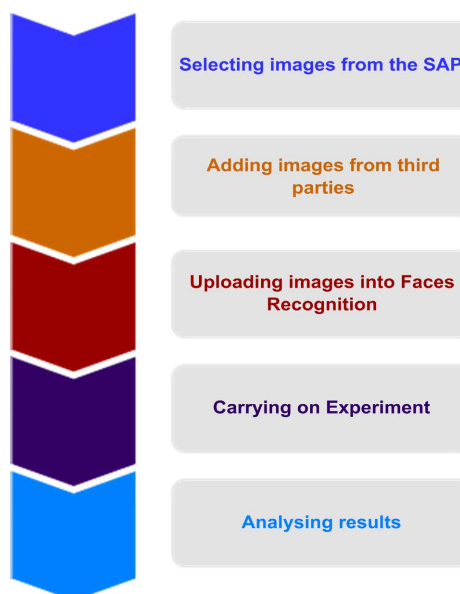 Selecting images from the SAP
Adding images from third
parties
Uploading images into Faces
Recognition
Carrying on Experiment
Analysing results